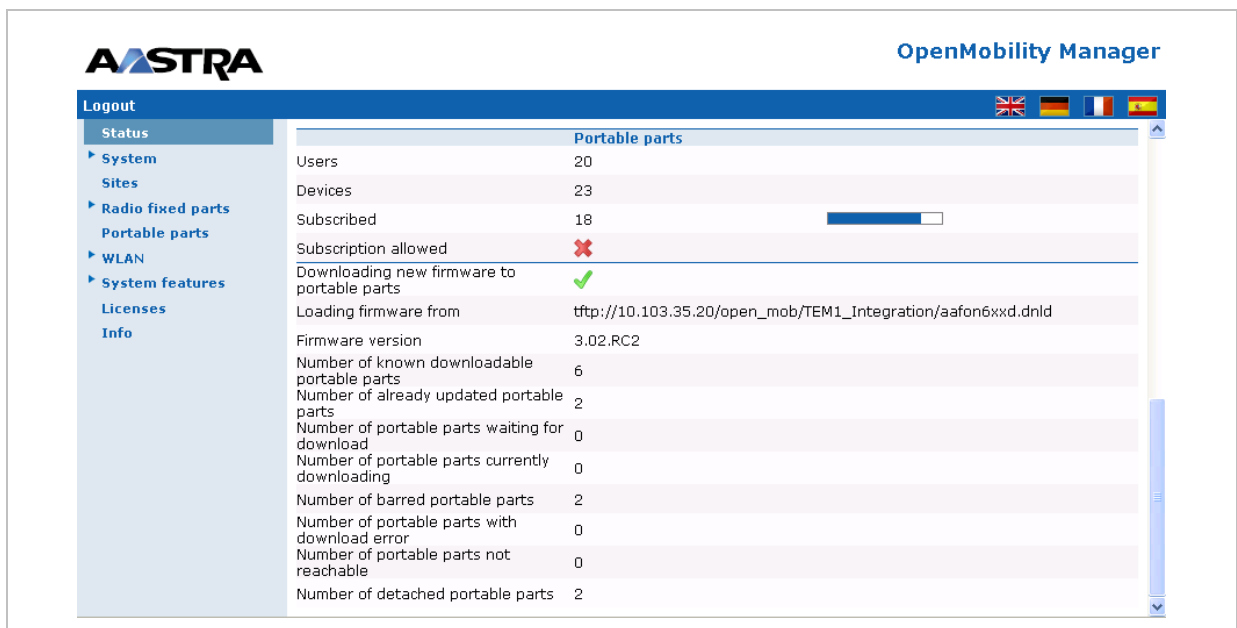 AASTRA
OpenMobility Manager
Logout
Status
System
Sites
Radio fixed parts
Portable parts
WLAN
System features
Licenses
Info
Portable parts
Users 20
Devices 23
Subscribed 18
Subscription allowed
Downloading new firmware to
portable parts
Loading firmware from tftp://10.103.35.20/open_mob/TEM1_Integration/aafon6xxd.dnld
Firmware version 3.02.RC2
Number of known downloadable
portable parts 6
Number of already updated portable
parts 2
Number of portable parts waiting for
download 0
Number of portable parts currently
downloading 0
Number of barred portable parts 2
Number of portable parts with
download error 0
Number of portable parts not
reachable 0
Number of detached portable parts 2